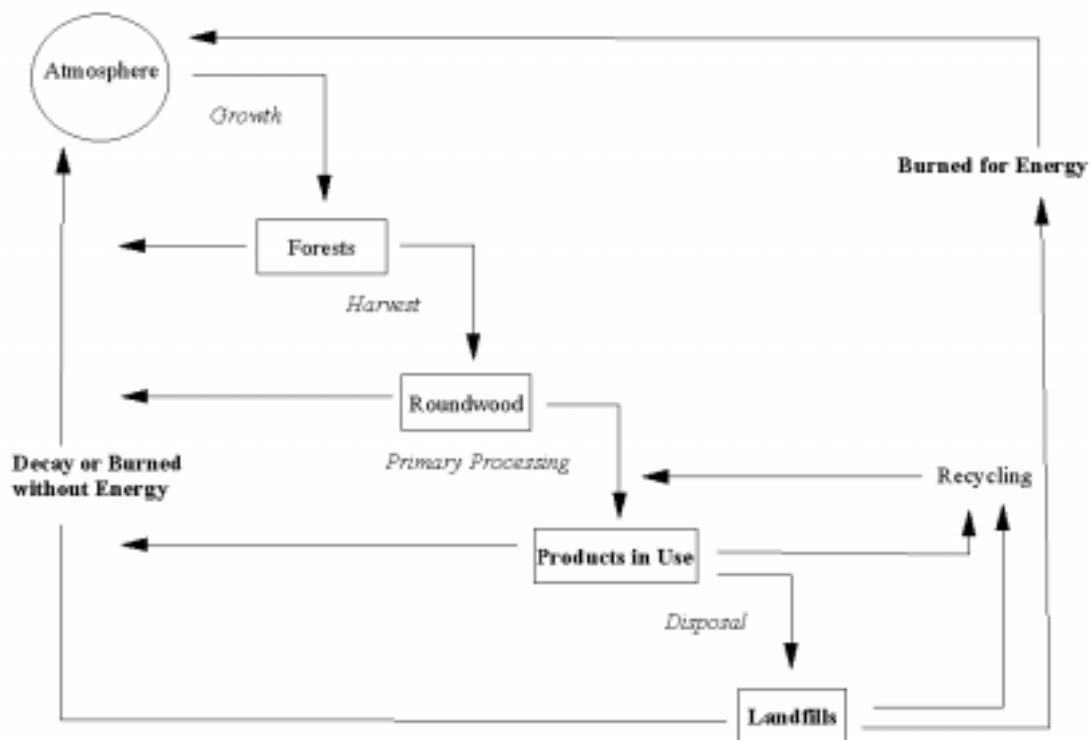 Atmosphere
Growth
Burned for Energy
Forests
Harvest
Roundwood
Primary Processing
Decay or Burned
without Energy
Recycling
Products in Use
Disposal
Landfills